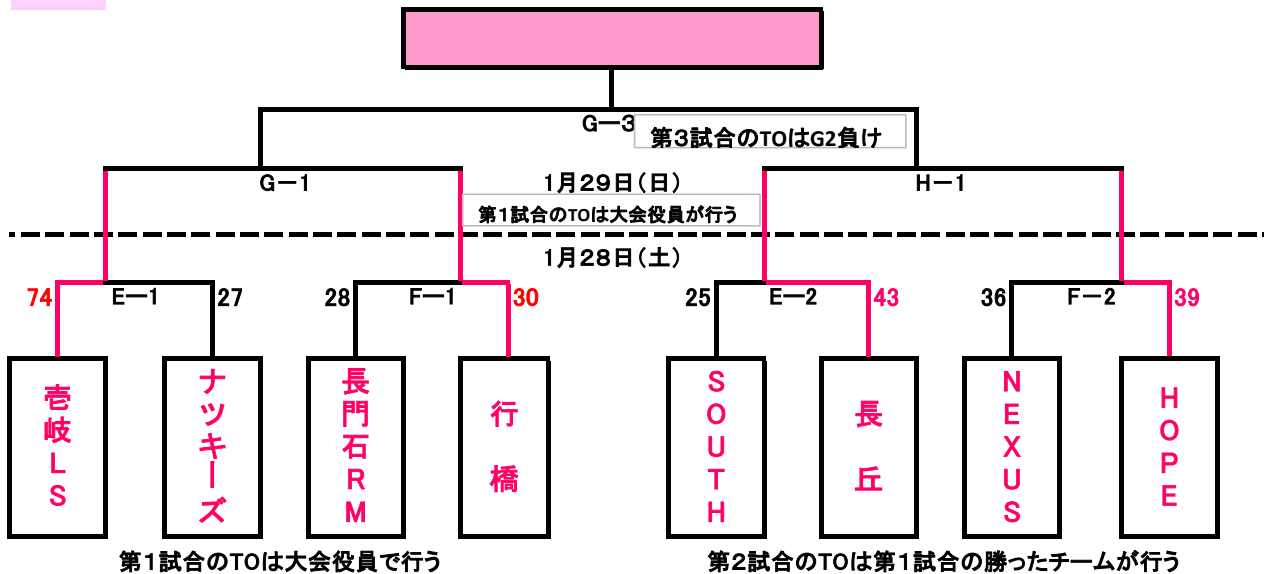 G－3
第3試合のTOはG2負け
G－1
1月29日(日)
H－1
第1試合のTOは大会役員が行う
1月28日(土)
74
E－1
27
28
F－1
30
25
E－2
43
36
F－2
39
壱岐LS
ナツキーズ
長門石RM
行橋
SOUTH
長丘
NEXUS
HOPE
第1試合のTOは大会役員で行う
第2試合のTOは第1試合の勝ったチームが行う